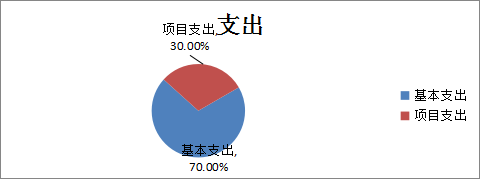 支出
项目支出,
30.00%
基本支出,
70.00%
基本支出
项目支出